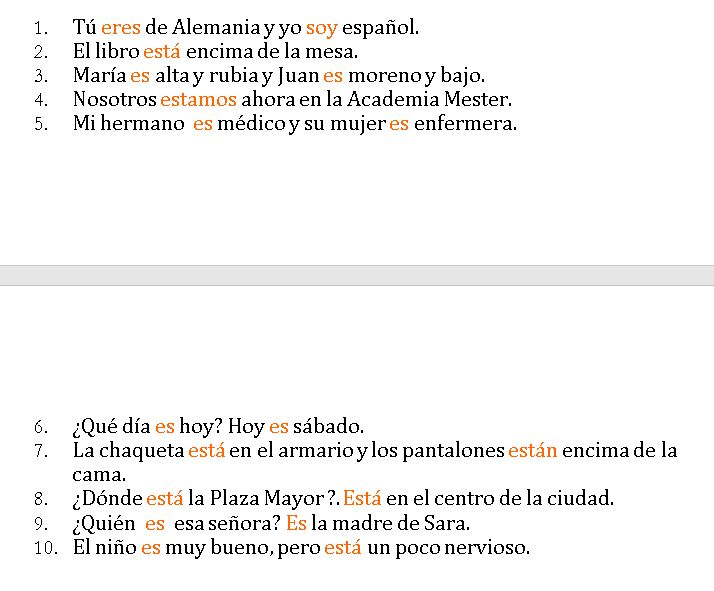 1. Tú eres de Alemania y yo soy español.
2. El libro está encima de la mesa.
3. María es alta y rubia y Juan es moreno y bajo.
4. Nosotros estamos ahora en la Academia Mester.
5. Mi hermano es médico y su mujer es enfermera.
6. ¿Qué día es hoy? Hoy es sábado.
7. La chaqueta está en el armario y los pantalones están encima de la
cama.
8. ¿Dónde está la Plaza Mayor?. Está en el centro de la ciudad.
9. ¿Quién es esa señora? Es la madre de Sara.
10. El niño es muy bueno, pero está un poco nervioso.